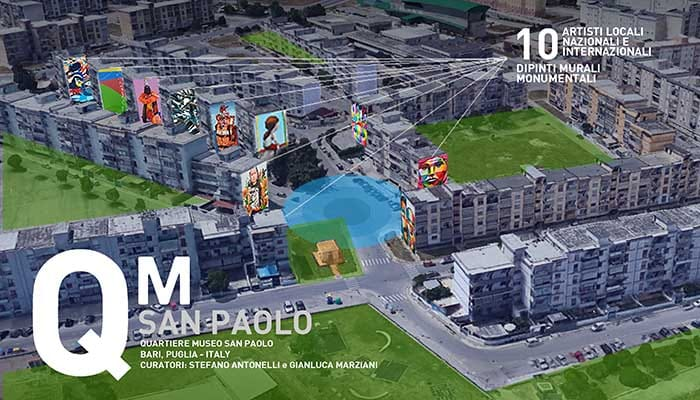 10 ARTISTI LOCALI
NAZIONALI E
INTERNAZIONALI
DIPINTI MURALI
MONUMENTALI
QM
SAN PAOLO
QUARTIERE MUSEO SAN PAOLO
BARI, PUGLIA - ITALY
CURATORI: STEFANO ANTONELLI e GIANLUCA MARZIANI